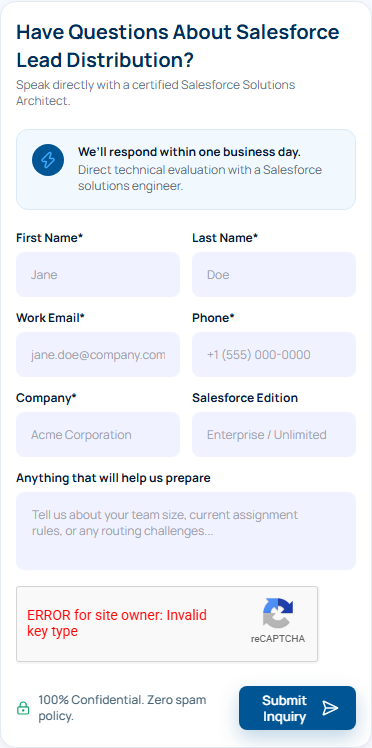 Have Questions About Salesforce
Lead Distribution?
Speak directly with a certified Salesforce Solutions
Architect.
We'll respond within one business day.
Direct technical evaluation with a Salesforce
solutions engineer.
First Name*
Last Name*
Jane
Doe
Work Email*
Phone*
jane.doe@company.com
+1 (555) 000-0000
Company*
Salesforce Edition
Acme Corporation
Enterprise / Unlimited
Anything that will help us prepare
Tell us about your team size, current assignment
rules, or any routing challenges...
ERROR for site owner: Invalid
key type
reCAPTCHA
100% Confidential. Zero spam
policy.
Submit
Inquiry